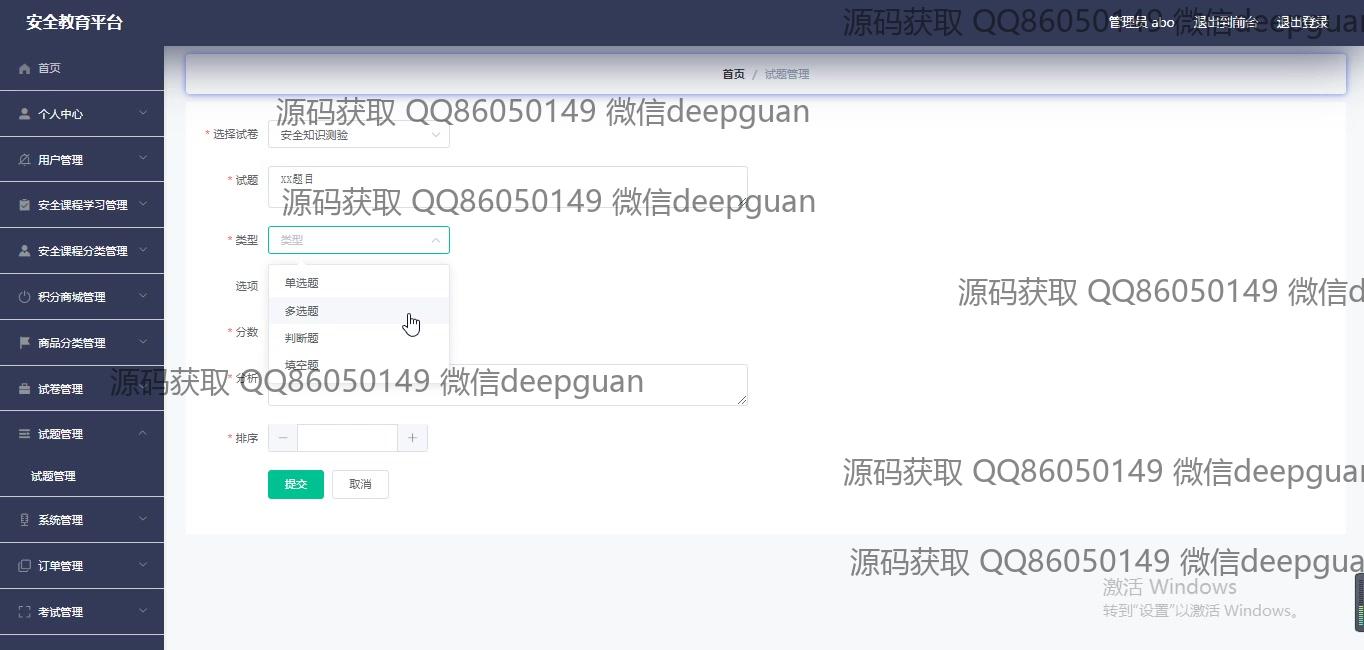 安全教育平台
管理员 abo 退出到前台 退出登录
源码获取 QQ86050149 微信deepgua
首页
个人中心
用户管理
安全课程学习管理
安全课程分类管理
积分商城管理
商品分类管理
试卷管理
试题管理
试题管理
系统管理
订单管理
考试管理
首页 / 试题管理
源码获取 QQ86050149 微信deepguan
* 选择试卷 安全知识测验
* 试题 xx题目
源码获取 QQ86050149 微信deepguan
* 类型 类型
单选题
多选题
判断题
填空题
选项
源码获取 QQ86050149 微信d
* 分数
* 分析
源码获取 QQ86050149 微信deepguan
* 排序 − +
源码获取 QQ86050149 微信deepguan
提交 取消
源码获取 QQ86050149 微信deepgua
激活 Windows
转到“设置”以激活 Windows。